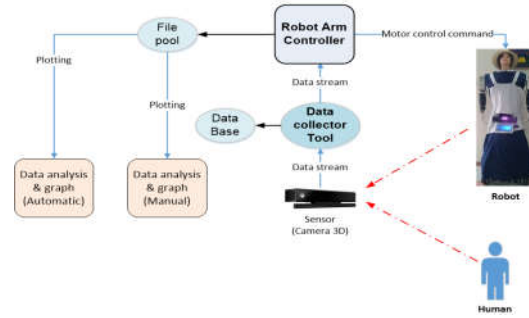 File
pool
Robot Arm
Controller
Motor control command
Plotting
Plotting
Data stream
Data
Base
Data
collector
Tool
Data stream
Data analysis
& graph
(Automatic)
Data analysis
& graph
(Manual)
Sensor
(Camera 3D)
Robot
Human